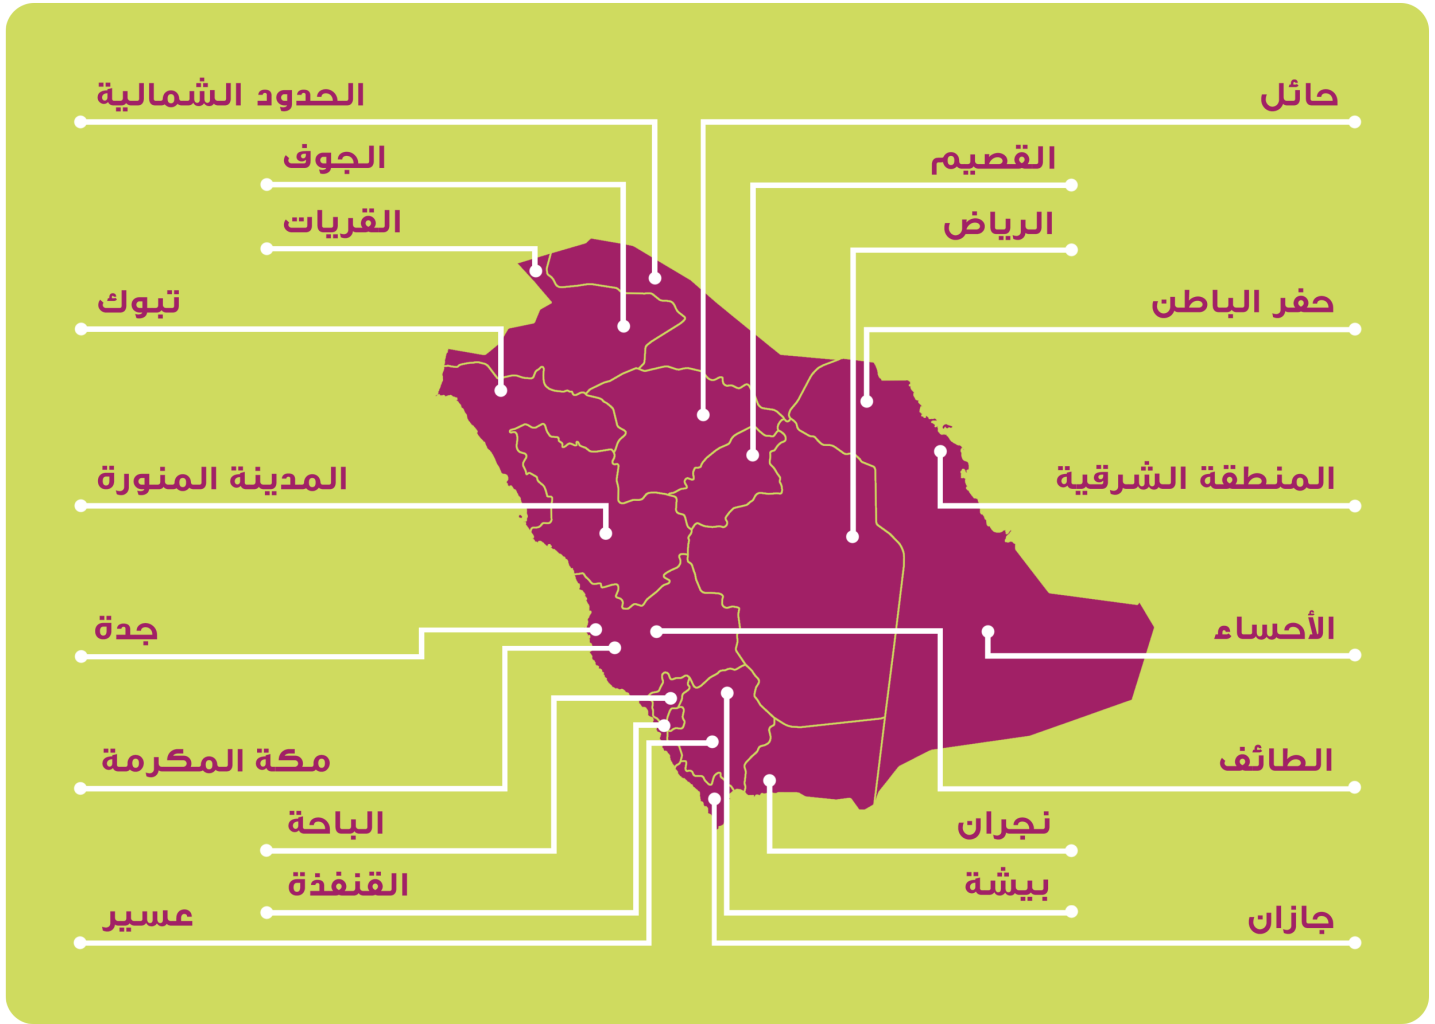 حائل
الحدود الشمالية
القصيم
الجوف
الرياض
القريات
حفر الباطن
تبوك
المنطقة الشرقية
المدينة المنورة
الأحساء
جدة
الطائف
مكة المكرمة
نجران
الباحة
بيشة
القنفذة
جازان
عسير